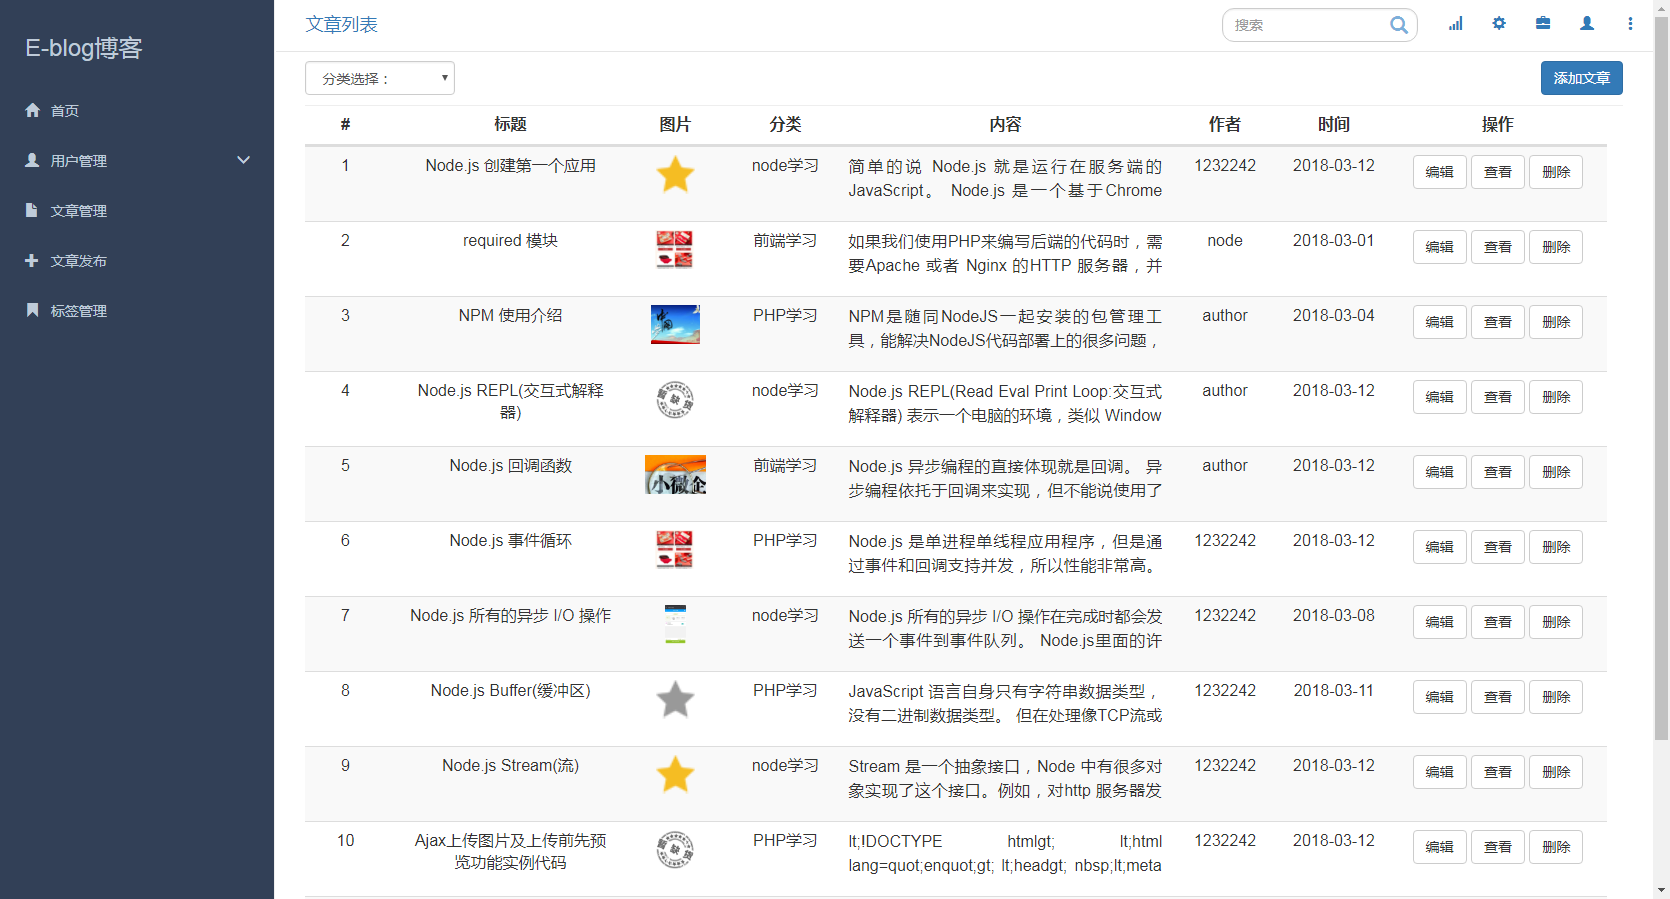 E-blog博客
首页
用户管理
文章管理
文章发布
标签管理
文章列表
搜索
分类选择：
添加文章
# 标题 图片 分类 内容 作者 时间 操作
1 Node.js 创建第一个应用 node学习 简单的说 Node.js 就是运行在服务端的 1232242 2018-03-12 编辑 查看 删除
JavaScript。 Node.js 是一个基于Chrome
2 required 模块 前端学习 如果我们使用PHP来编写后端的代码时，需 node 2018-03-01 编辑 查看 删除
要Apache 或者 Nginx 的HTTP 服务器，并
3 NPM 使用介绍 中国 PHP学习 NPM是随同NodeJS一起安装的包管理工 author 2018-03-04 编辑 查看 删除
具，能解决NodeJS代码部署上的很多问题，
4 Node.js REPL(交互式解释 暂缺货 node学习 Node.js REPL(Read Eval Print Loop:交互式 author 2018-03-12 编辑 查看 删除
器) 解释器) 表示一个电脑的环境，类似 Window
5 Node.js 回调函数 小微企 前端学习 Node.js 异步编程的直接体现就是回调。 异 author 2018-03-12 编辑 查看 删除
步编程依托于回调来实现，但不能说使用了
6 Node.js 事件循环 PHP学习 Node.js 是单进程单线程应用程序，但是通 1232242 2018-03-12 编辑 查看 删除
过事件和回调支持并发，所以性能非常高。
7 Node.js 所有的异步 I/O 操作 node学习 Node.js 所有的异步 I/O 操作在完成时都会发 1232242 2018-03-08 编辑 查看 删除
送一个事件到事件队列。 Node.js里面的许
8 Node.js Buffer(缓冲区) PHP学习 JavaScript 语言自身只有字符串数据类型， 1232242 2018-03-11 编辑 查看 删除
没有二进制数据类型。 但在处理像TCP流或
9 Node.js Stream(流) node学习 Stream 是一个抽象接口，Node 中有很多对 1232242 2018-03-12 编辑 查看 删除
象实现了这个接口。例如，对http 服务器发
10 Ajax上传图片及上传前先预 暂缺货 PHP学习 lt;!DOCTYPE htmlgt; lt;html 1232242 2018-03-12 编辑 查看 删除
览功能实例代码 lang=quot;enquot;gt; lt;headgt; nbsp;lt;meta